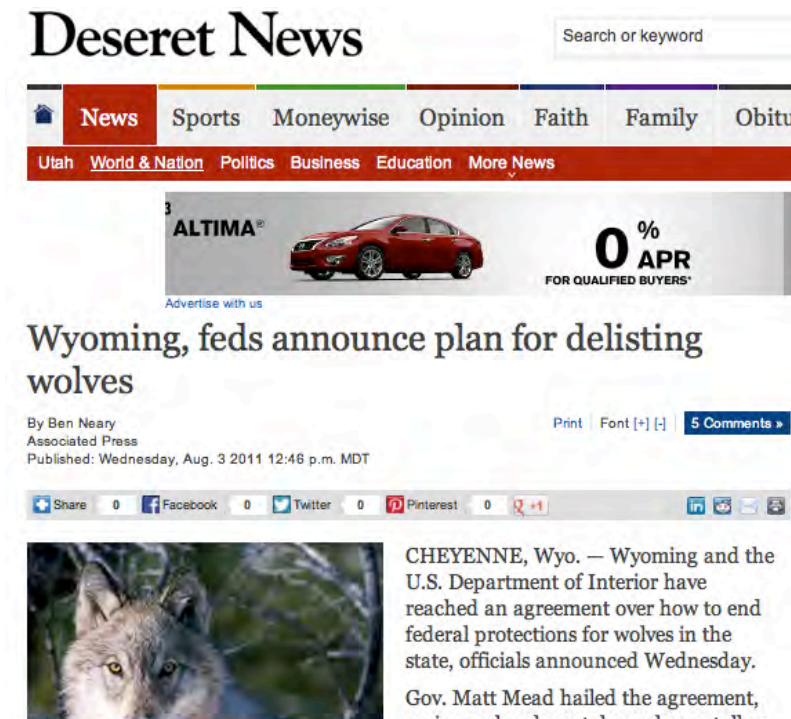 Deseret News
Search or keyword
News Sports Moneywise Opinion Faith Family Obitu
Utah World & Nation Politics Business Education More News
3
ALTIMA®
0% APR
FOR QUALIFIED BUYERS*
Advertise with us
Wyoming, feds announce plan for delisting
wolves
By Ben Neary
Associated Press
Published: Wednesday, Aug. 3 2011 12:46 p.m. MDT
Print Font [+] [-] 5 Comments »
Share 0 Facebook 0 Twitter 0 Pinterest 0 +1
CHEYENNE, Wyo. — Wyoming and the
U.S. Department of Interior have
reached an agreement over how to end
federal protections for wolves in the
state, officials announced Wednesday.
Gov. Matt Mead hailed the agreement,